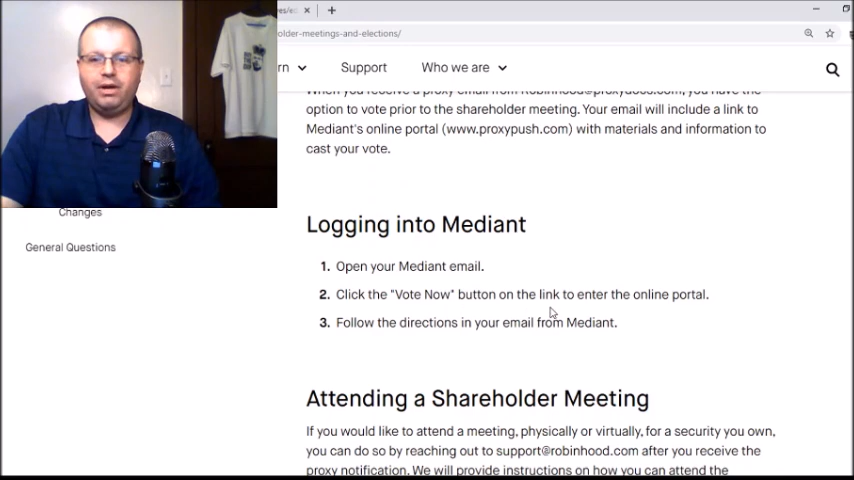 older-meetings-and-elections/
rn
Support
Who we are
When you receive a proxy email from Robinhood@proxydocs.com, you have the
option to vote prior to the shareholder meeting. Your email will include a link to
Mediant's online portal (www.proxypush.com) with materials and information to
cast your vote.
Changes
General Questions
Logging into Mediant
1. Open your Mediant email.
2. Click the "Vote Now" button on the link to enter the online portal.
3. Follow the directions in your email from Mediant.
Attending a Shareholder Meeting
If you would like to attend a meeting, physically or virtually, for a security you own,
you can do so by reaching out to support@robinhood.com after you receive the
proxy notification. We will provide instructions on how you can attend the